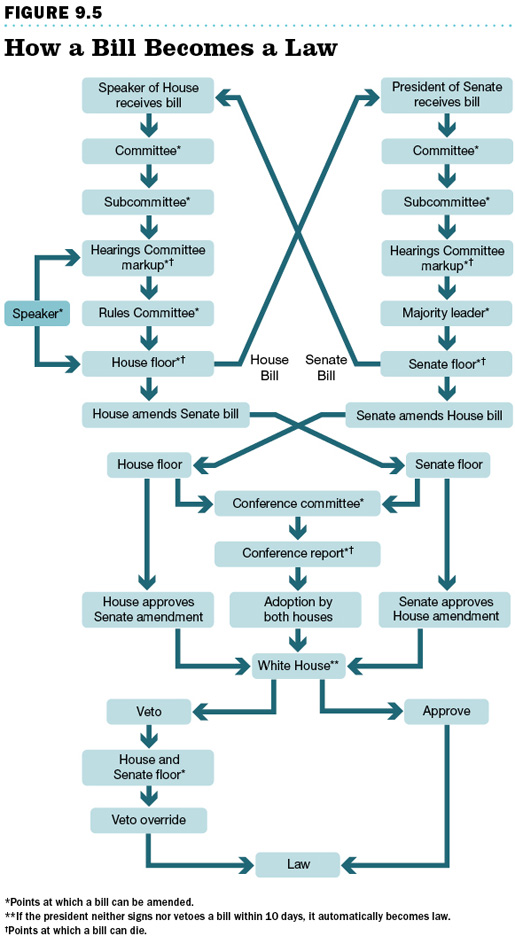 FIGURE 9.5
How a Bill Becomes a Law
Speaker of House
receives bill
President of Senate
receives bill
Committee*
Committee*
Subcommittee*
Subcommittee*
Hearings Committee
markup*†
Hearings Committee
markup*†
Speaker*
Rules Committee*
Majority leader*
House floor*†
House
Bill
Senate
Bill
Senate floor*†
House amends Senate bill
Senate amends House bill
House floor
Senate floor
Conference committee*
Conference report*†
House approves
Senate amendment
Adoption by
both houses
Senate approves
House amendment
White House**
Veto
Approve
House and
Senate floor*
Veto override
Law
*Points at which a bill can be amended.
**If the president neither signs nor vetoes a bill within 10 days, it automatically becomes law.
†Points at which a bill can die.